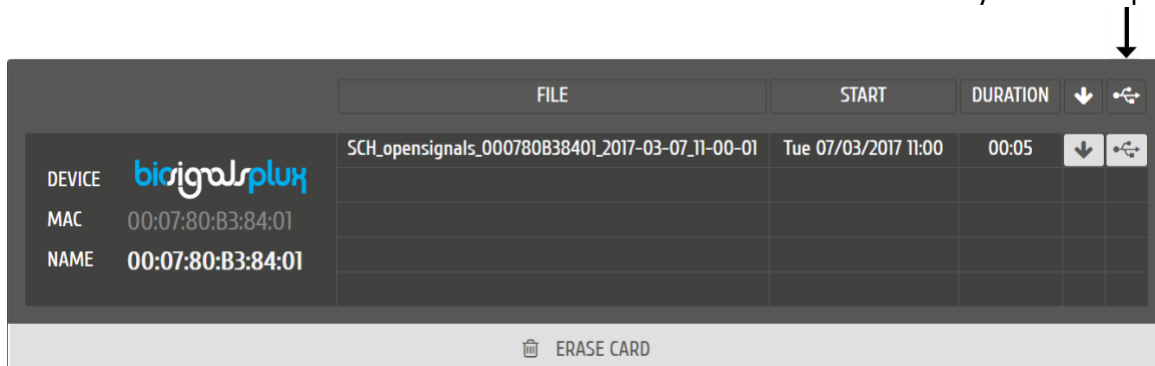 FILE START DURATION
SCH_opensignals_000780B38401_2017-03-07_11-00-01 Tue 07/03/2017 11:00 00:05
DEVICE biosignalsplux
MAC 00:07:80:B3:84:01
NAME 00:07:80:B3:84:01
ERASE CARD